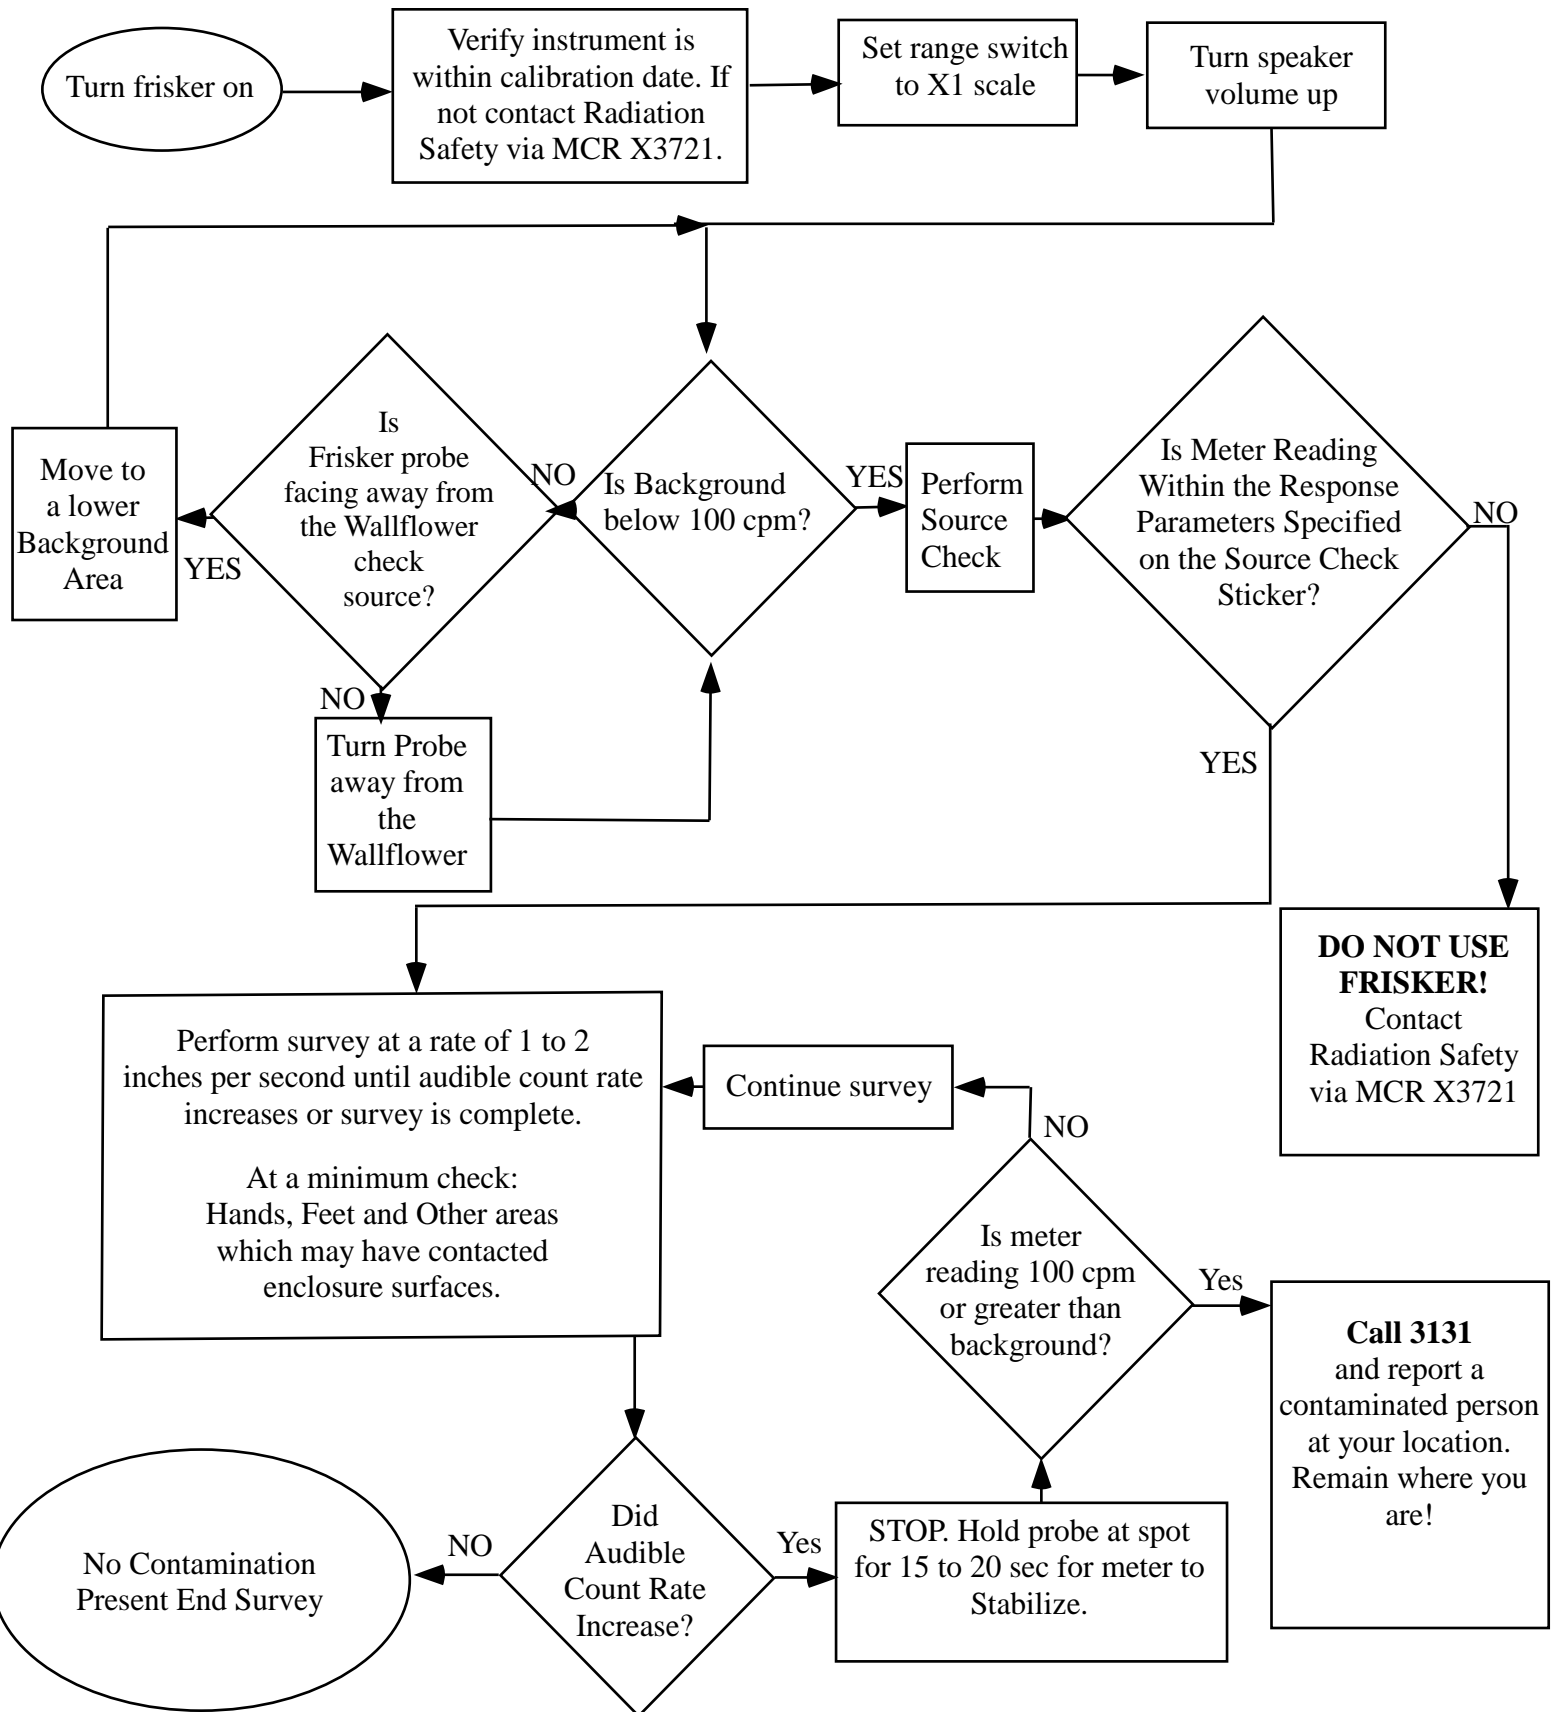 Turn frisker on
Verify instrument is
within calibration date. If
not contact Radiation
Safety via MCR X3721.
Set range switch
to X1 scale
Turn speaker
volume up
Move to
a lower
Background
Area
YES
Is
Frisker probe
facing away from
the Wallflower
check
source?
NO
Is Background
below 100 cpm?
YES
Perform
Source
Check
Is Meter Reading
Within the Response
Parameters Specified
on the Source Check
Sticker?
NO
NO
Turn Probe
away from
the
Wallflower
YES
DO NOT USE
FRISKER!
Contact
Radiation Safety
via MCR X3721
Perform survey at a rate of 1 to 2
inches per second until audible count rate
increases or survey is complete.
At a minimum check:
Hands, Feet and Other areas
which may have contacted
enclosure surfaces.
Continue survey
NO
Is meter
reading 100 cpm
or greater than
background?
Yes
Call 3131
and report a
contaminated person
at your location.
Remain where you
are!
No Contamination
Present End Survey
NO
Did
Audible
Count Rate
Increase?
Yes
STOP. Hold probe at spot
for 15 to 20 sec for meter to
Stabilize.